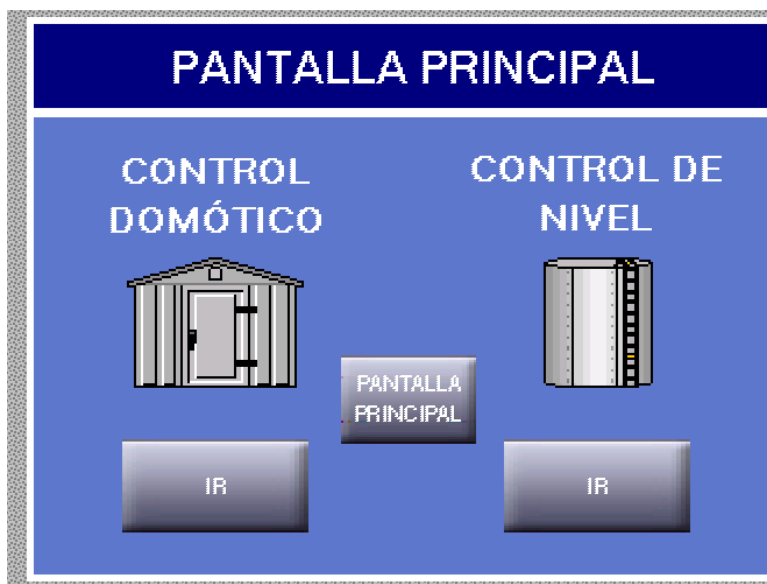 PANTALLA PRINCIPAL
CONTROL
DOMÓTICO
CONTROL DE
NIVEL
PANTALLA
PRINCIPAL
IR
IR